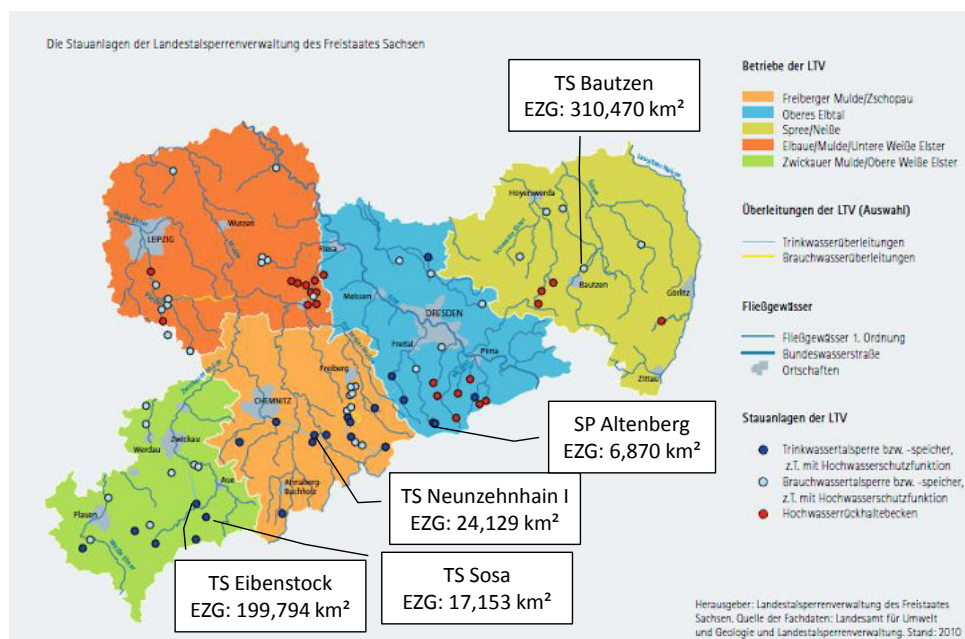 Die Stauanlagen der Landestalsperrenverwaltung des Freistaates Sachsen
TS Bautzen
EZG: 310,470 km²
Betriebe der LTV
Freiberger Mulde/Zschopau
Oberes Elbtal
Spree/Neiße
Elbaue/Mulde/Untere Weiße Elster
Zwickauer Mulde/Obere Weiße Elster
Überleitungen der LTV (Auswahl)
Trinkwasserüberleitungen
Brauchwasserüberleitungen
Fließgewässer
Fließgewässer 1. Ordnung
Bundeswasserstraße
Ortschaften
Stauanlagen der LTV
Trinkwassertalsperre bzw. -speicher,
z.T. mit Hochwasserschutzfunktion
Brauchwassertalsperre bzw. -speicher,
z.T. mit Hochwasserschutzfunktion
Hochwasserrückhaltebecken
Hoyerswerda
Wurzen
LEIPZIG
Mulde
Riesa
Bautzen
Görlitz
Meissen
DRESDEN
Freital
Pirna
Zittau
Freiberg
CHEMNITZ
Zwickau
Werdau
Aue
Annaberg-
Buchholz
Plauen
Weiße Elster
SP Altenberg
EZG: 6,870 km²
TS Neunzehnhain I
EZG: 24,129 km²
TS Eibenstock
EZG: 199,794 km²
TS Sosa
EZG: 17,153 km²
Herausgeber: Landestalsperrenverwaltung des Freistaates
Sachsen. Quelle der Fachdaten: Landesamt für Umwelt
und Geologie und Landestalsperrenverwaltung. Stand: 2010